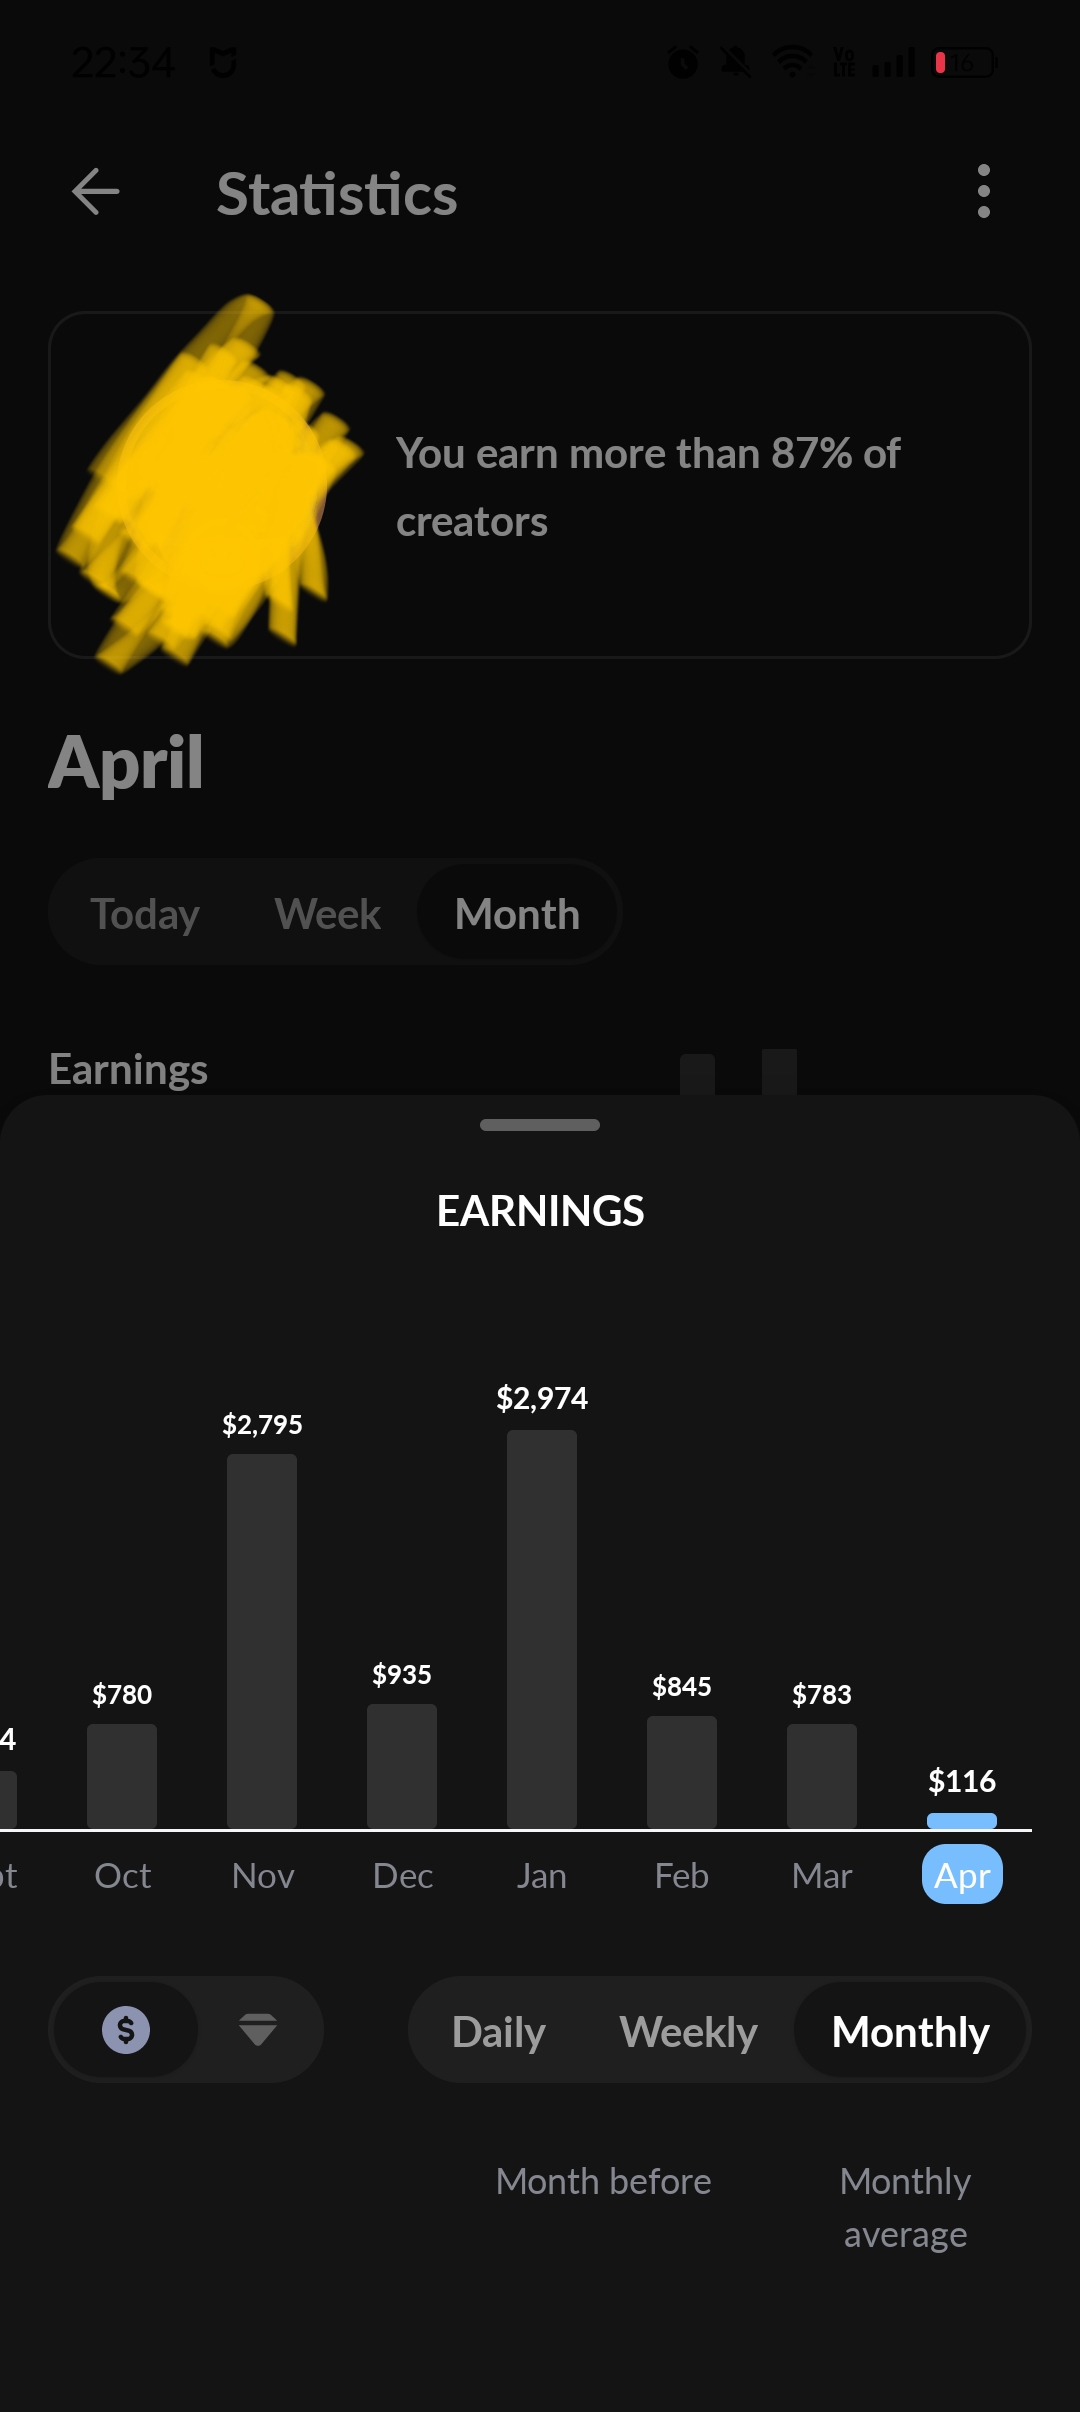 22:34
Vo
LTE
16
Statistics
You earn more than 87% of
creators
April
Today Week Month
Earnings
EARNINGS
$2,974
$2,795
$935
$845
$780
$783
4
$116
Oct Nov Dec Jan Feb Mar Apr
$
Daily Weekly Monthly
Month before Monthly
average